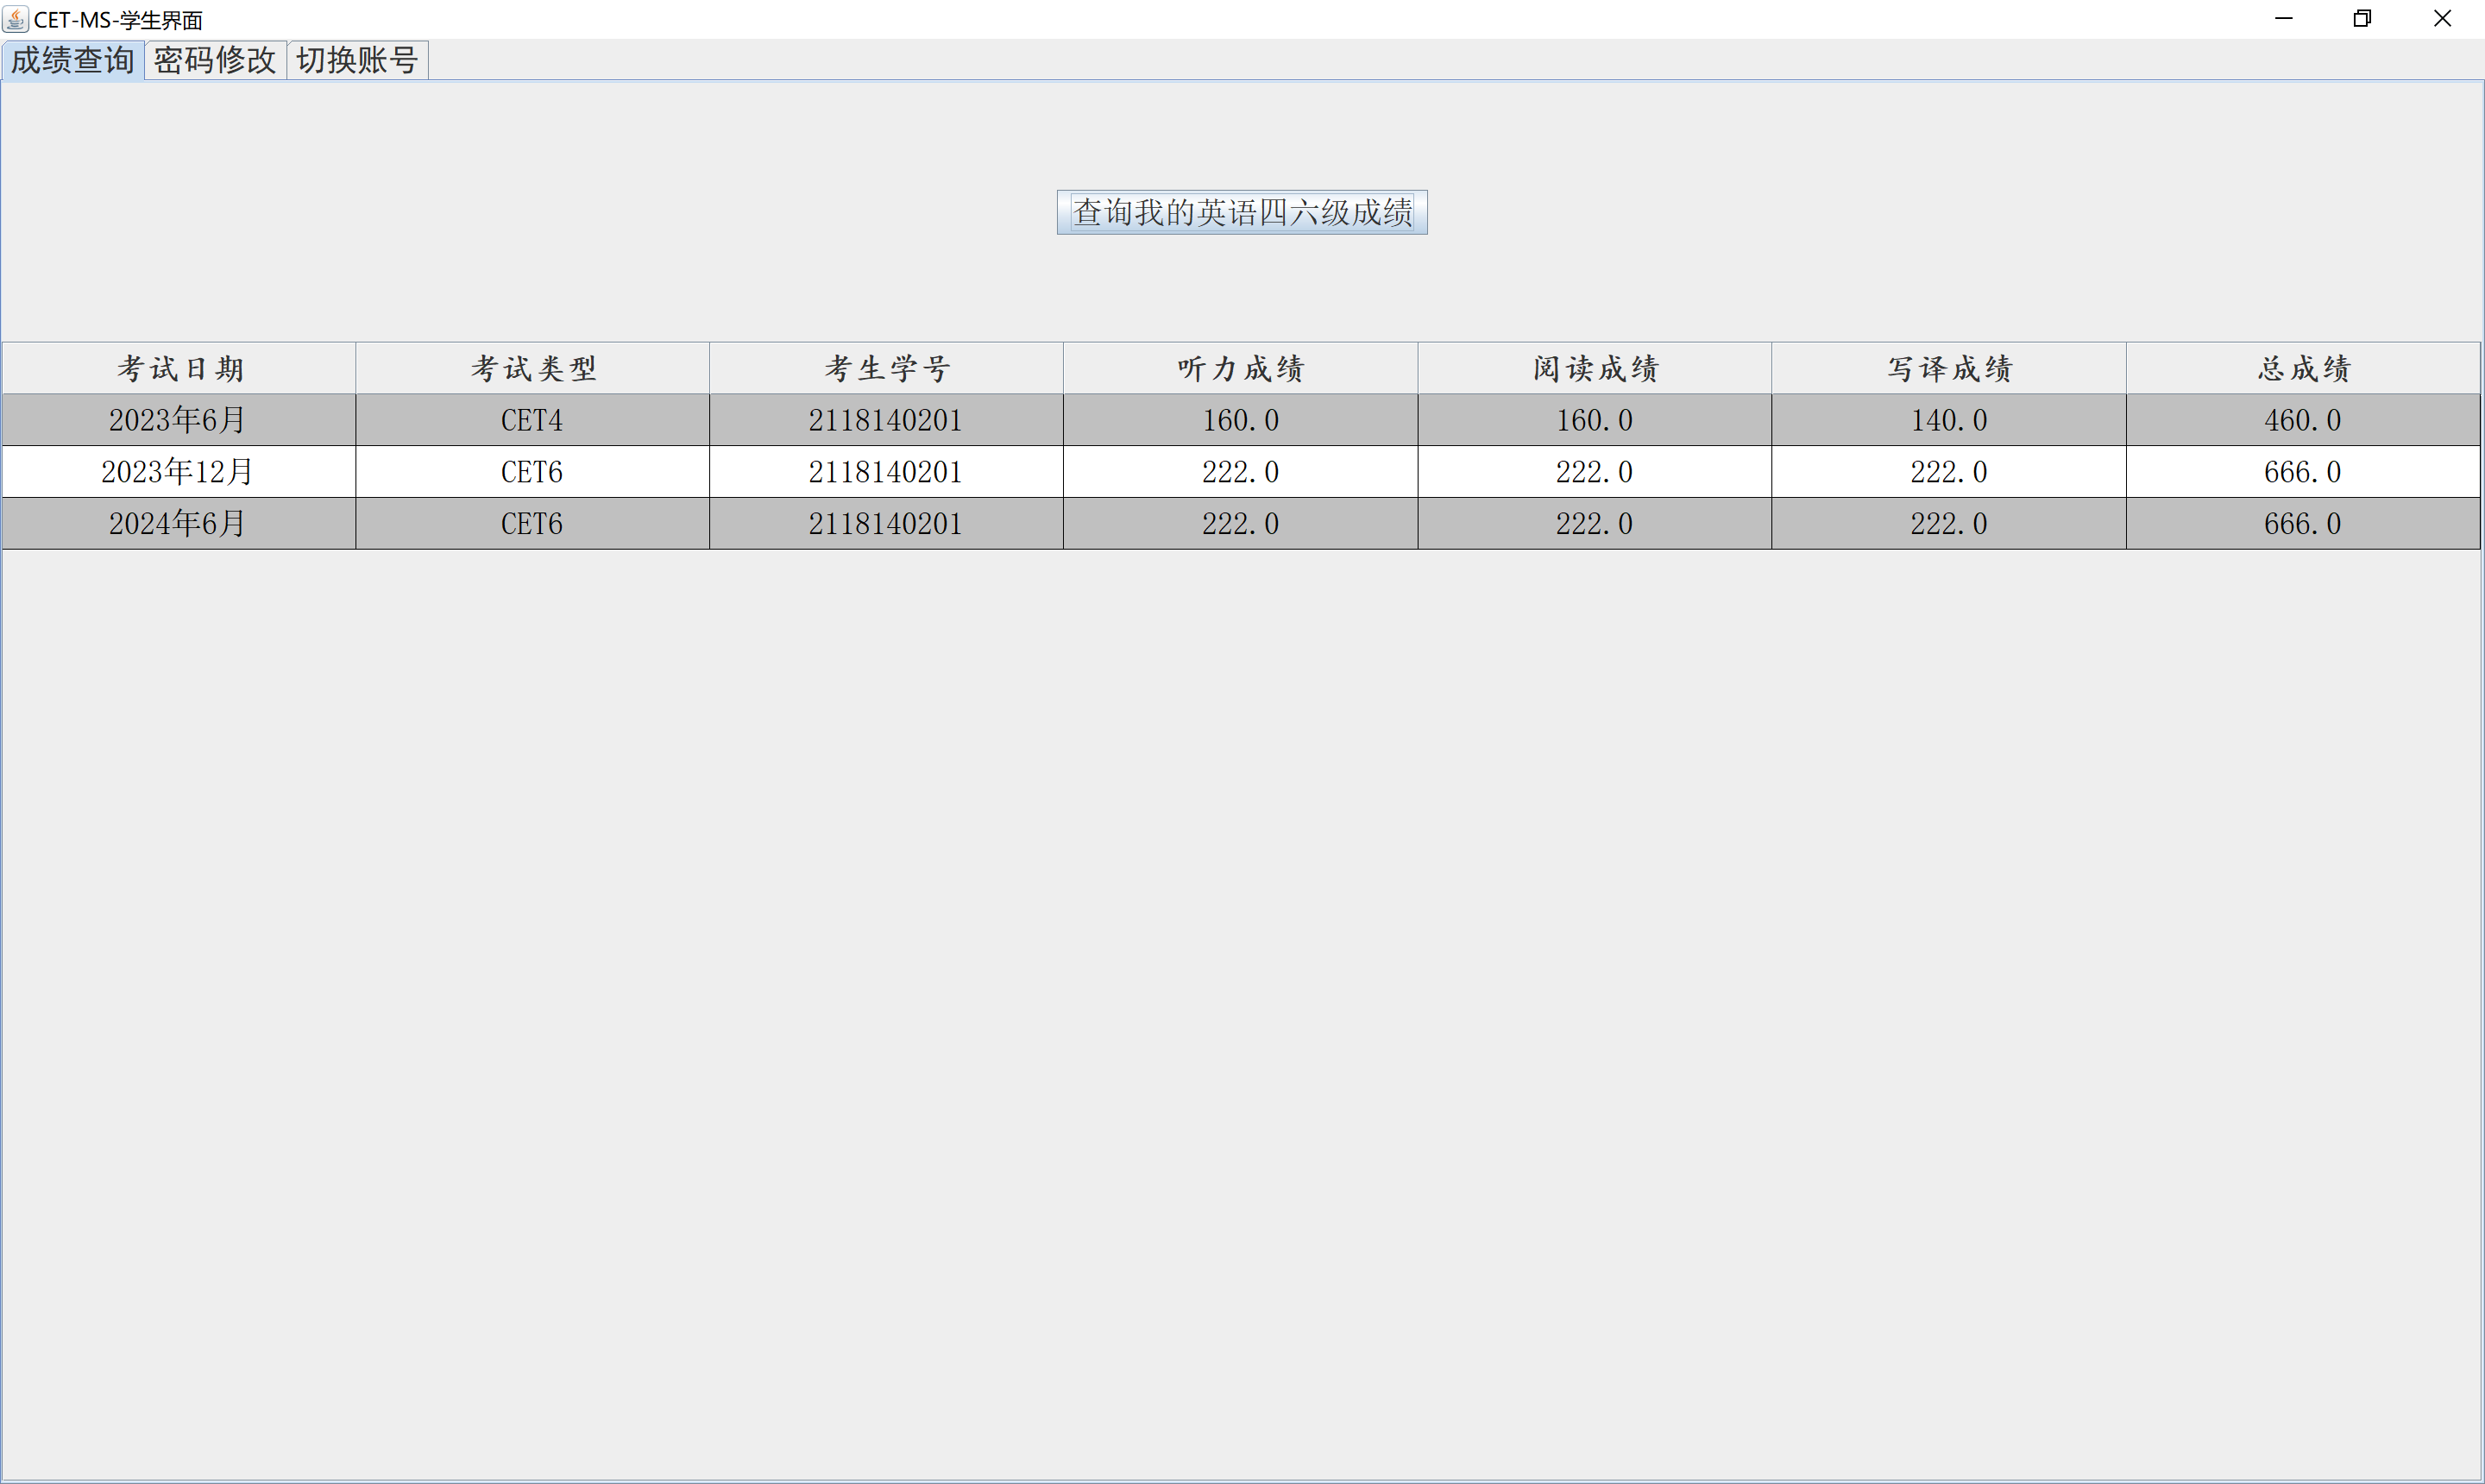 CET-MS-学生界面
成绩查询 密码修改 切换账号
查询我的英语四六级成绩
考试日期 考试类型 考生学号 听力成绩 阅读成绩 写译成绩 总成绩
2023年6月 CET4 2118140201 160.0 160.0 140.0 460.0
2023年12月 CET6 2118140201 222.0 222.0 222.0 666.0
2024年6月 CET6 2118140201 222.0 222.0 222.0 666.0